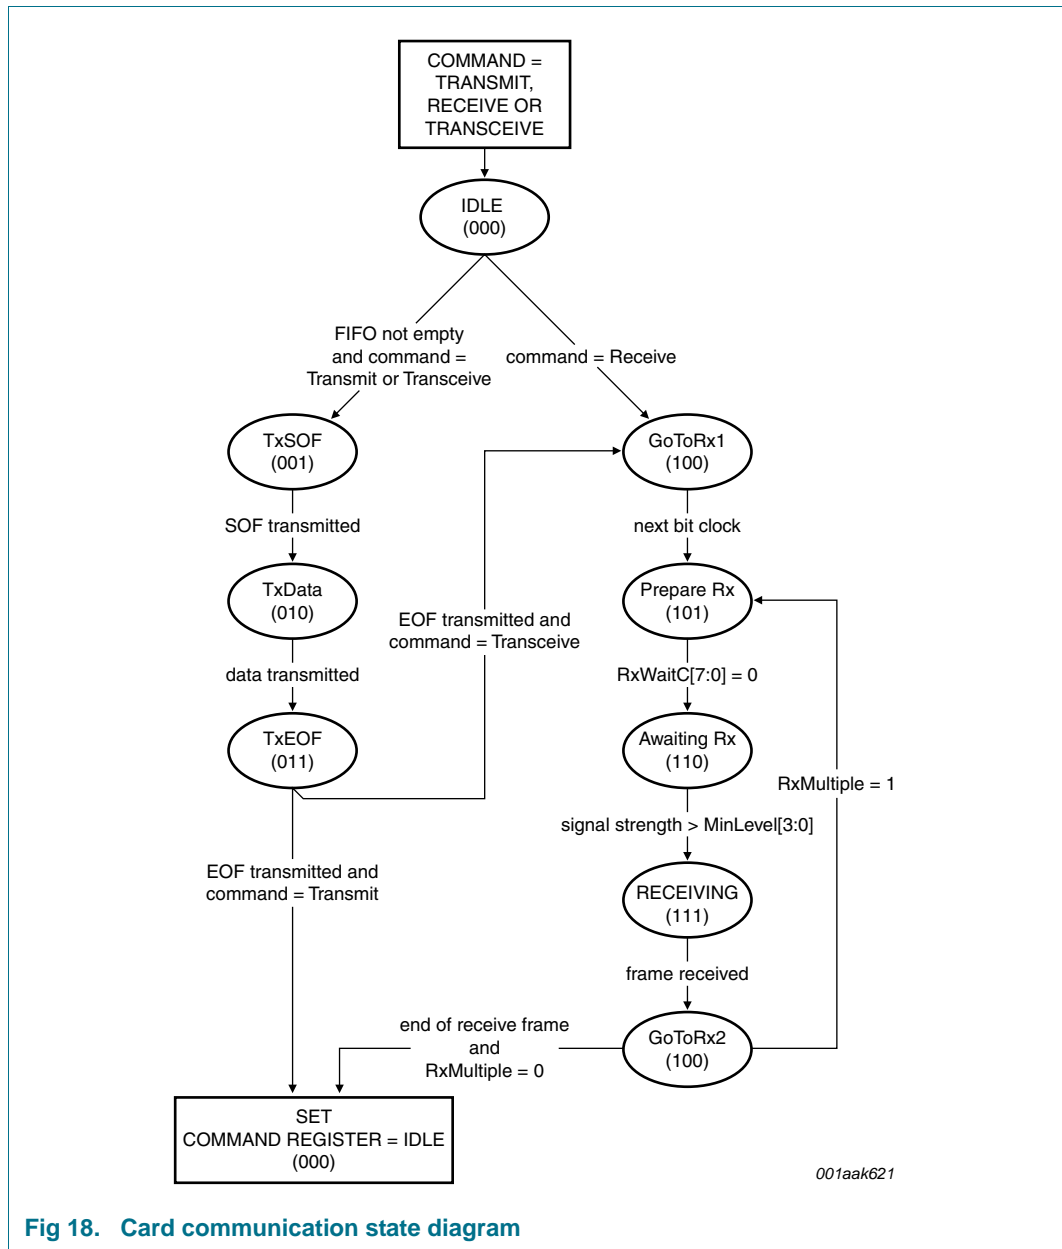 COMMAND =
TRANSMIT,
RECEIVE OR
TRANSCEIVE
IDLE
(000)
FIFO not empty
and command =
Transmit or Transceive
command = Receive
TxSOF
(001)
GoToRx1
(100)
SOF transmitted
next bit clock
TxData
(010)
Prepare Rx
(101)
EOF transmitted and
command = Transceive
data transmitted
RxWaitC[7:0] = 0
TxEOF
(011)
Awaiting Rx
(110)
RxMultiple = 1
signal strength > MinLevel[3:0]
EOF transmitted and
command = Transmit
RECEIVING
(111)
frame received
end of receive frame
and
RxMultiple = 0
GoToRx2
(100)
SET
COMMAND REGISTER = IDLE
(000)
001aak621
Fig 18. Card communication state diagram